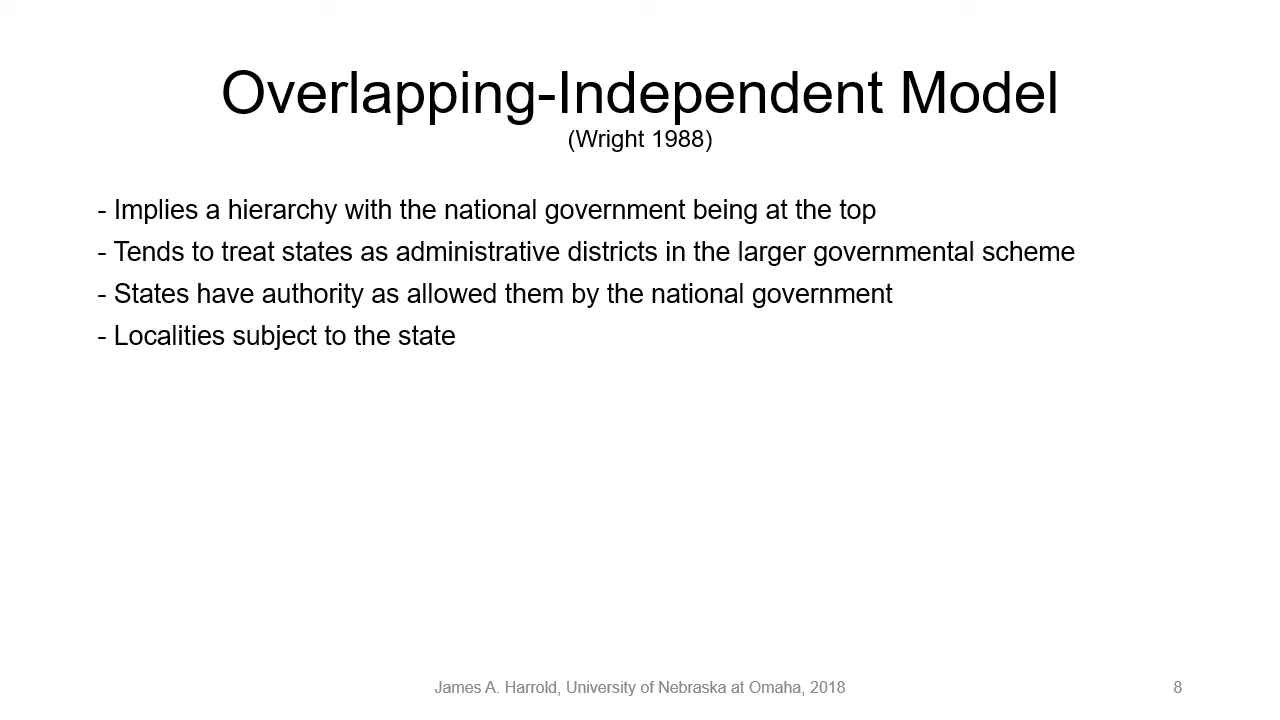 Overlapping-Independent Model
(Wright 1988)
- Implies a hierarchy with the national government being at the top
- Tends to treat states as administrative districts in the larger governmental scheme
- States have authority as allowed them by the national government
- Localities subject to the state
James A. Harrold, University of Nebraska at Omaha, 2018
8